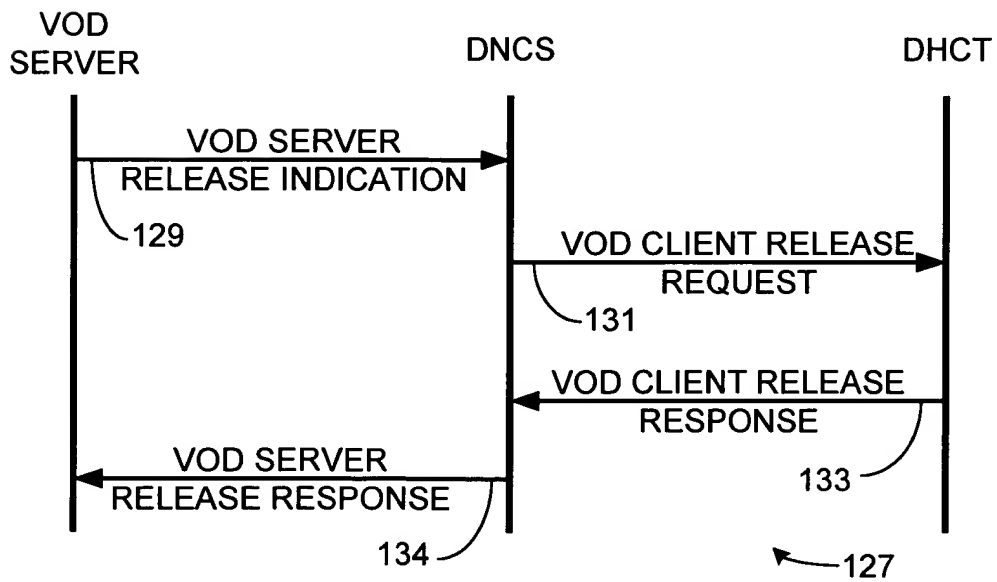 VOD
SERVER
DNCS
DHCT
VOD SERVER
RELEASE INDICATION
129
VOD CLIENT RELEASE
REQUEST
131
VOD CLIENT RELEASE
RESPONSE
133
VOD SERVER
RELEASE RESPONSE
134
127